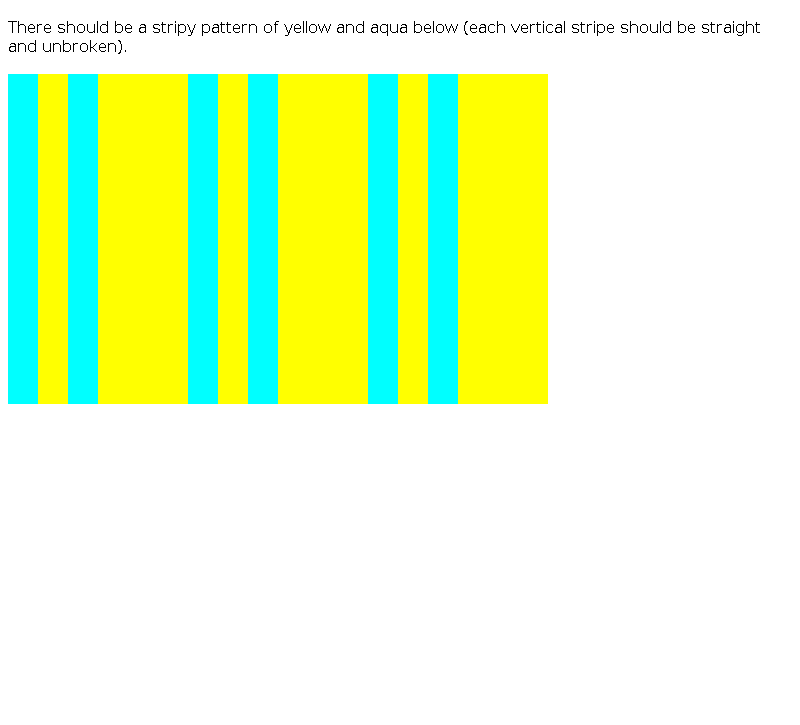 There should be a stripy pattern of yellow and aqua below (each vertical stripe should be straight
and unbroken).